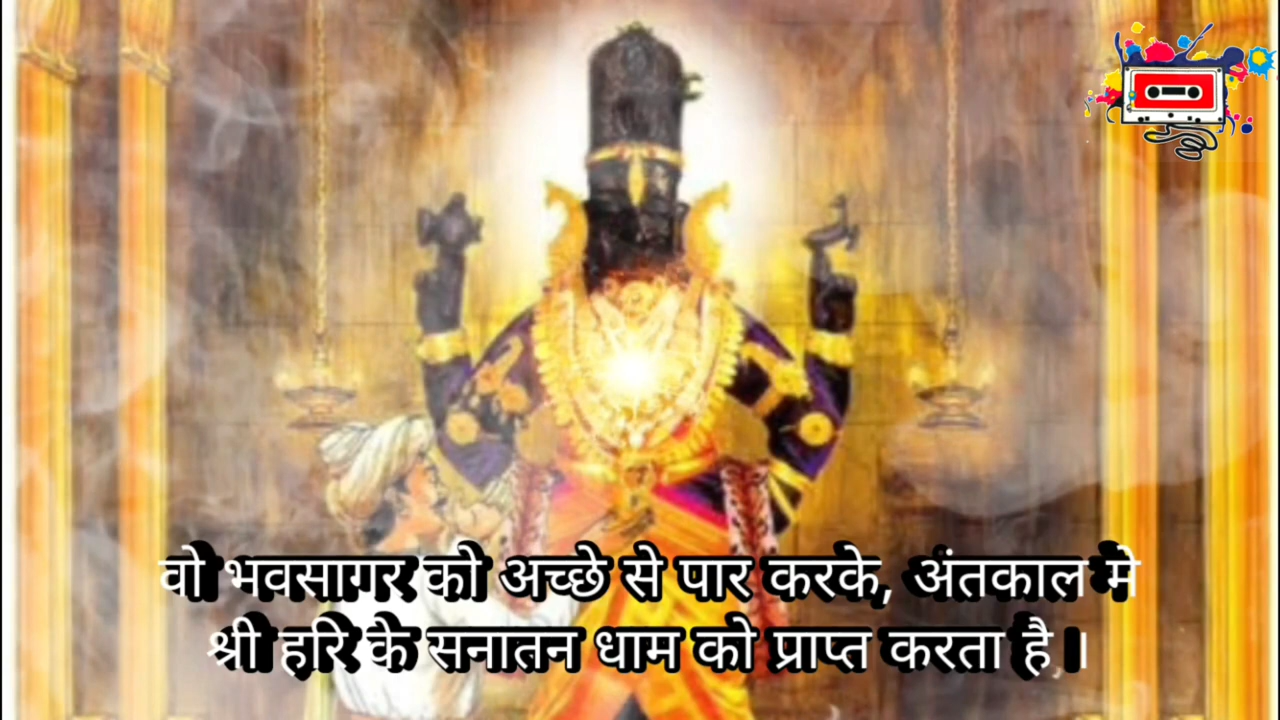 वो भवसागर को अच्छे से पार करके, अंतकाल मे
श्री हरि के सनातन धाम को प्राप्त करता है ।